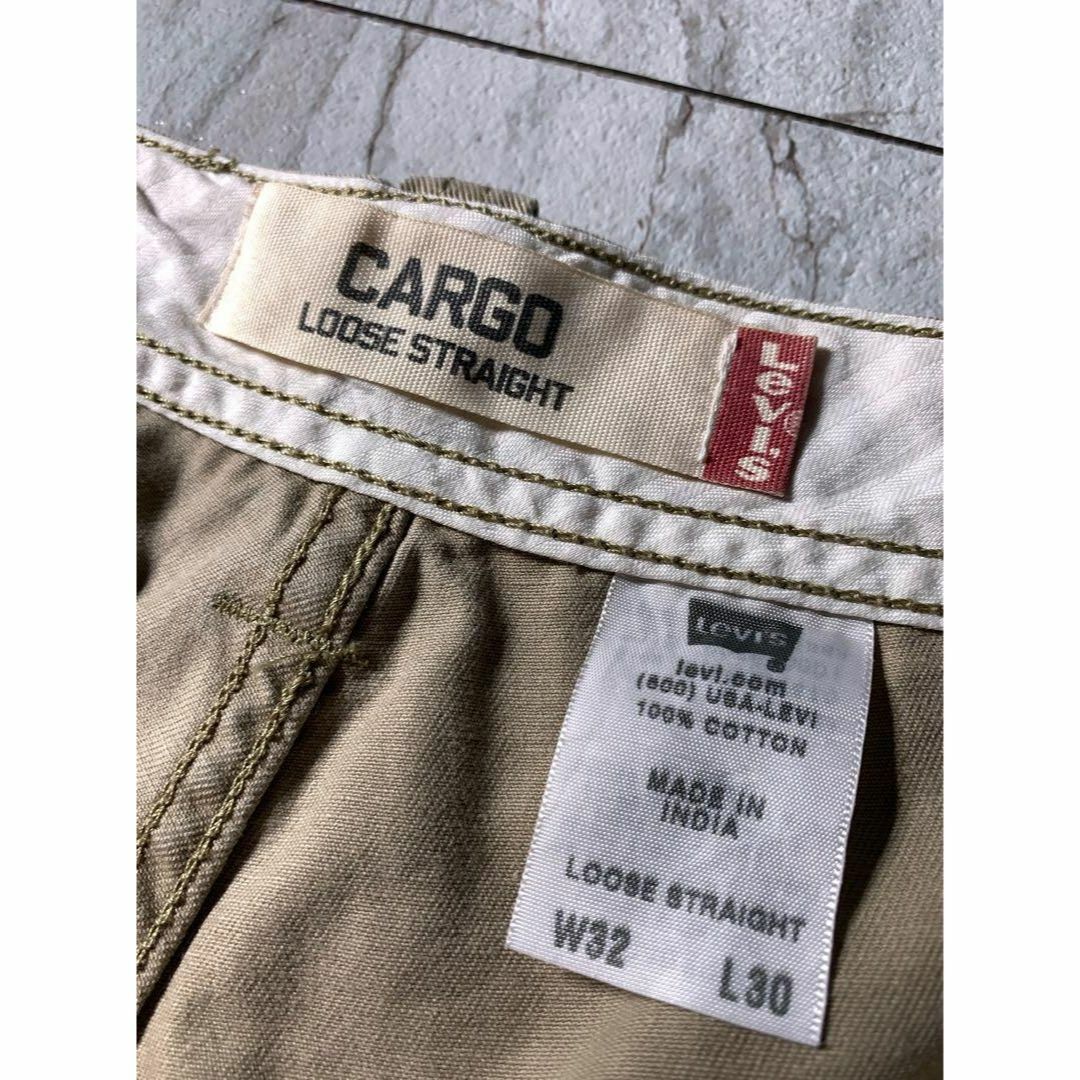 CARGO
LOOSE STRAIGHT
Levi's®
Levi's
levi.com
(800) USA-LEVI
100% COTTON
MADE IN
INDIA
LOOSE STRAIGHT
W32 L30